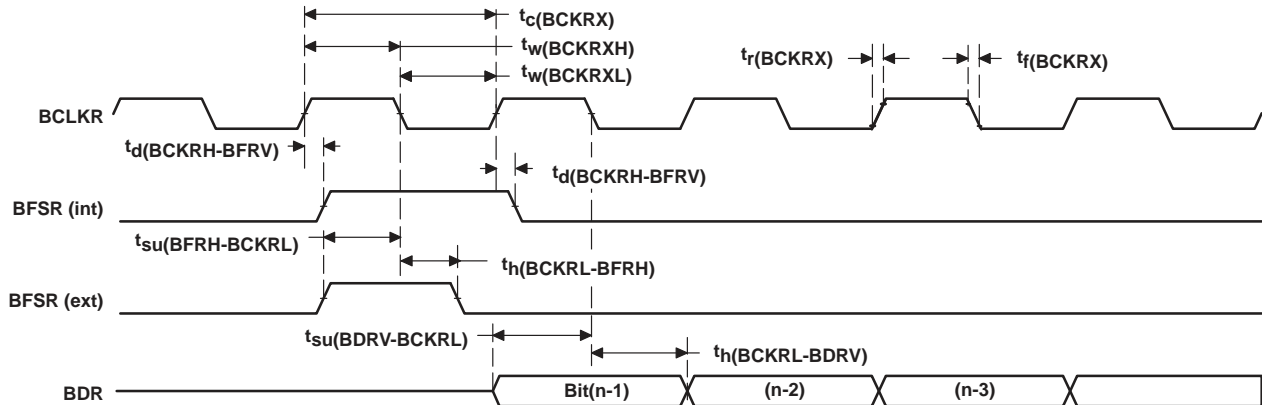 tc(BCKRX)
tw(BCKRXH)
tw(BCKRXL)
tr(BCKRX)
tf(BCKRX)
BCLKR
td(BCKRH-BFRV)
td(BCKRH-BFRV)
BFSR (int)
tsu(BFRH-BCKRL)
th(BCKRL-BFRH)
BFSR (ext)
tsu(BDRV-BCKRL)
th(BCKRL-BDRV)
BDR
Bit(n-1)
(n-2)
(n-3)